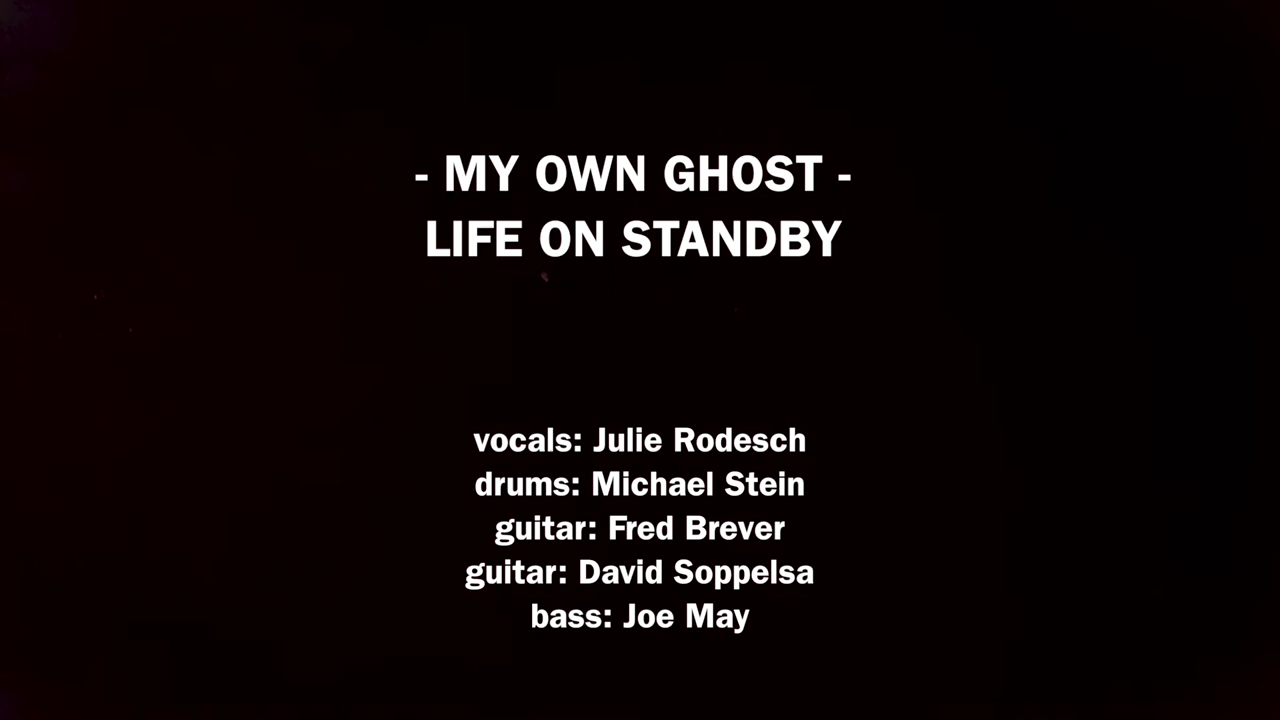 - MY OWN GHOST -
LIFE ON STANDBY
vocals: Julie Rodesch
drums: Michael Stein
guitar: Fred Brever
guitar: David Soppelsa
bass: Joe May